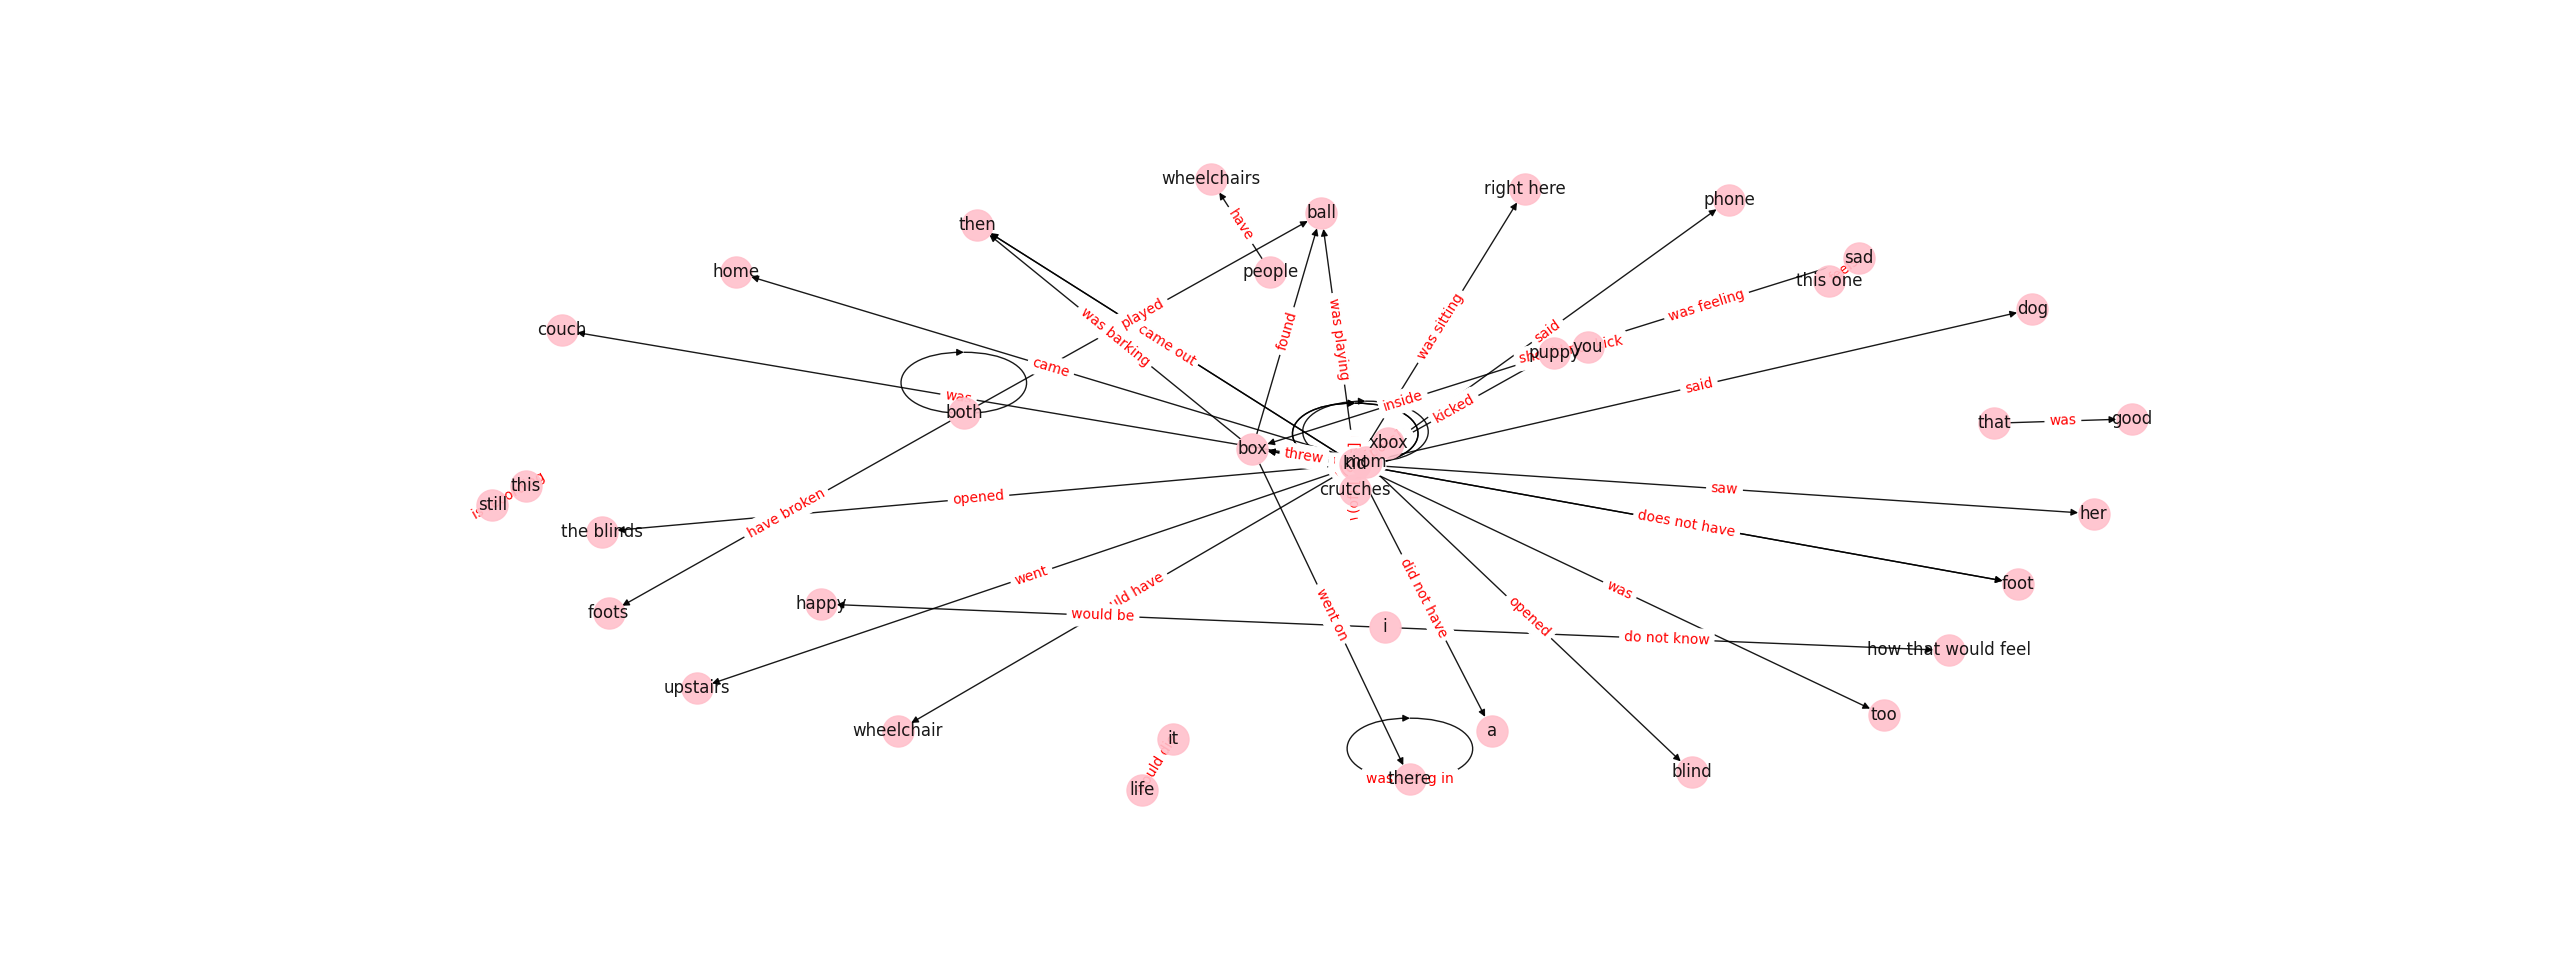 wheelchairs
right here
phone
ball
then
have
sad
home
people
this one
was feeling
dog
played
was barking
found
couch
came out
was playing
was sitting
said
puppy
you
came
said
was
inside
kicked
both
that
was
good
box
threw
xbox
kid
mom
this
still
crutches
saw
her
opened
have broken
does not have
the blinds
went
foot
happy
foots
would be
went on
did not have
opened
was
i
do not know
how that would feel
upstairs
wheelchair
it
a
too
life
there
blind